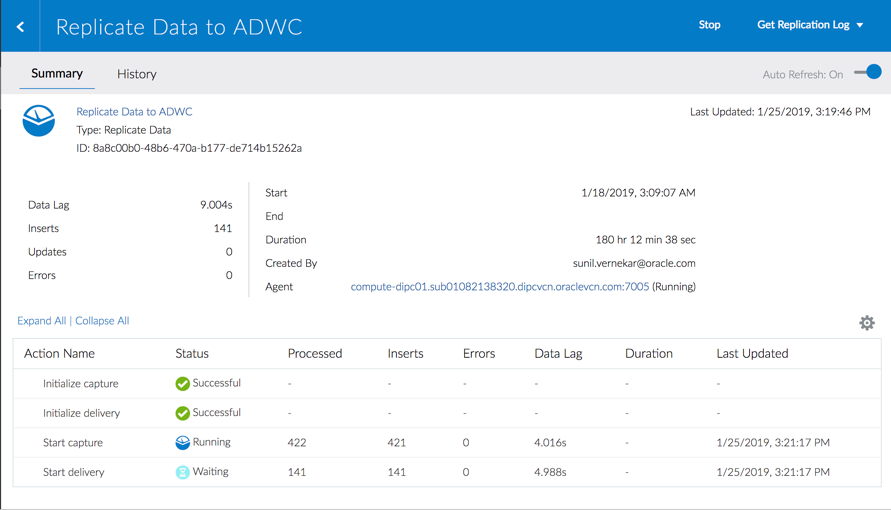 Replicate Data to ADWC
Stop
Get Replication Log
Summary
History
Auto Refresh: On
Replicate Data to ADWC
Last Updated: 1/25/2019, 3:19:46 PM
Type: Replicate Data
ID: 8a8c00b0-48b6-470a-b177-de714b15262a
Data Lag 9.004s
Inserts 141
Updates 0
Errors 0
Start 1/18/2019, 3:09:07 AM
End
Duration 180 hr 12 min 38 sec
Created By sunil.vernekar@oracle.com
Agent compute-dipc01.sub01082138320.dipcvcn.oraclevcn.com:7005 (Running)
Expand All | Collapse All
Action Name Status Processed Inserts Errors Data Lag Duration Last Updated
Initialize capture Successful - - - - - -
Initialize delivery Successful - - - - - -
Start capture Running 422 421 0 4.016s - 1/25/2019, 3:21:17 PM
Start delivery Waiting 141 141 0 4.988s - 1/25/2019, 3:21:17 PM